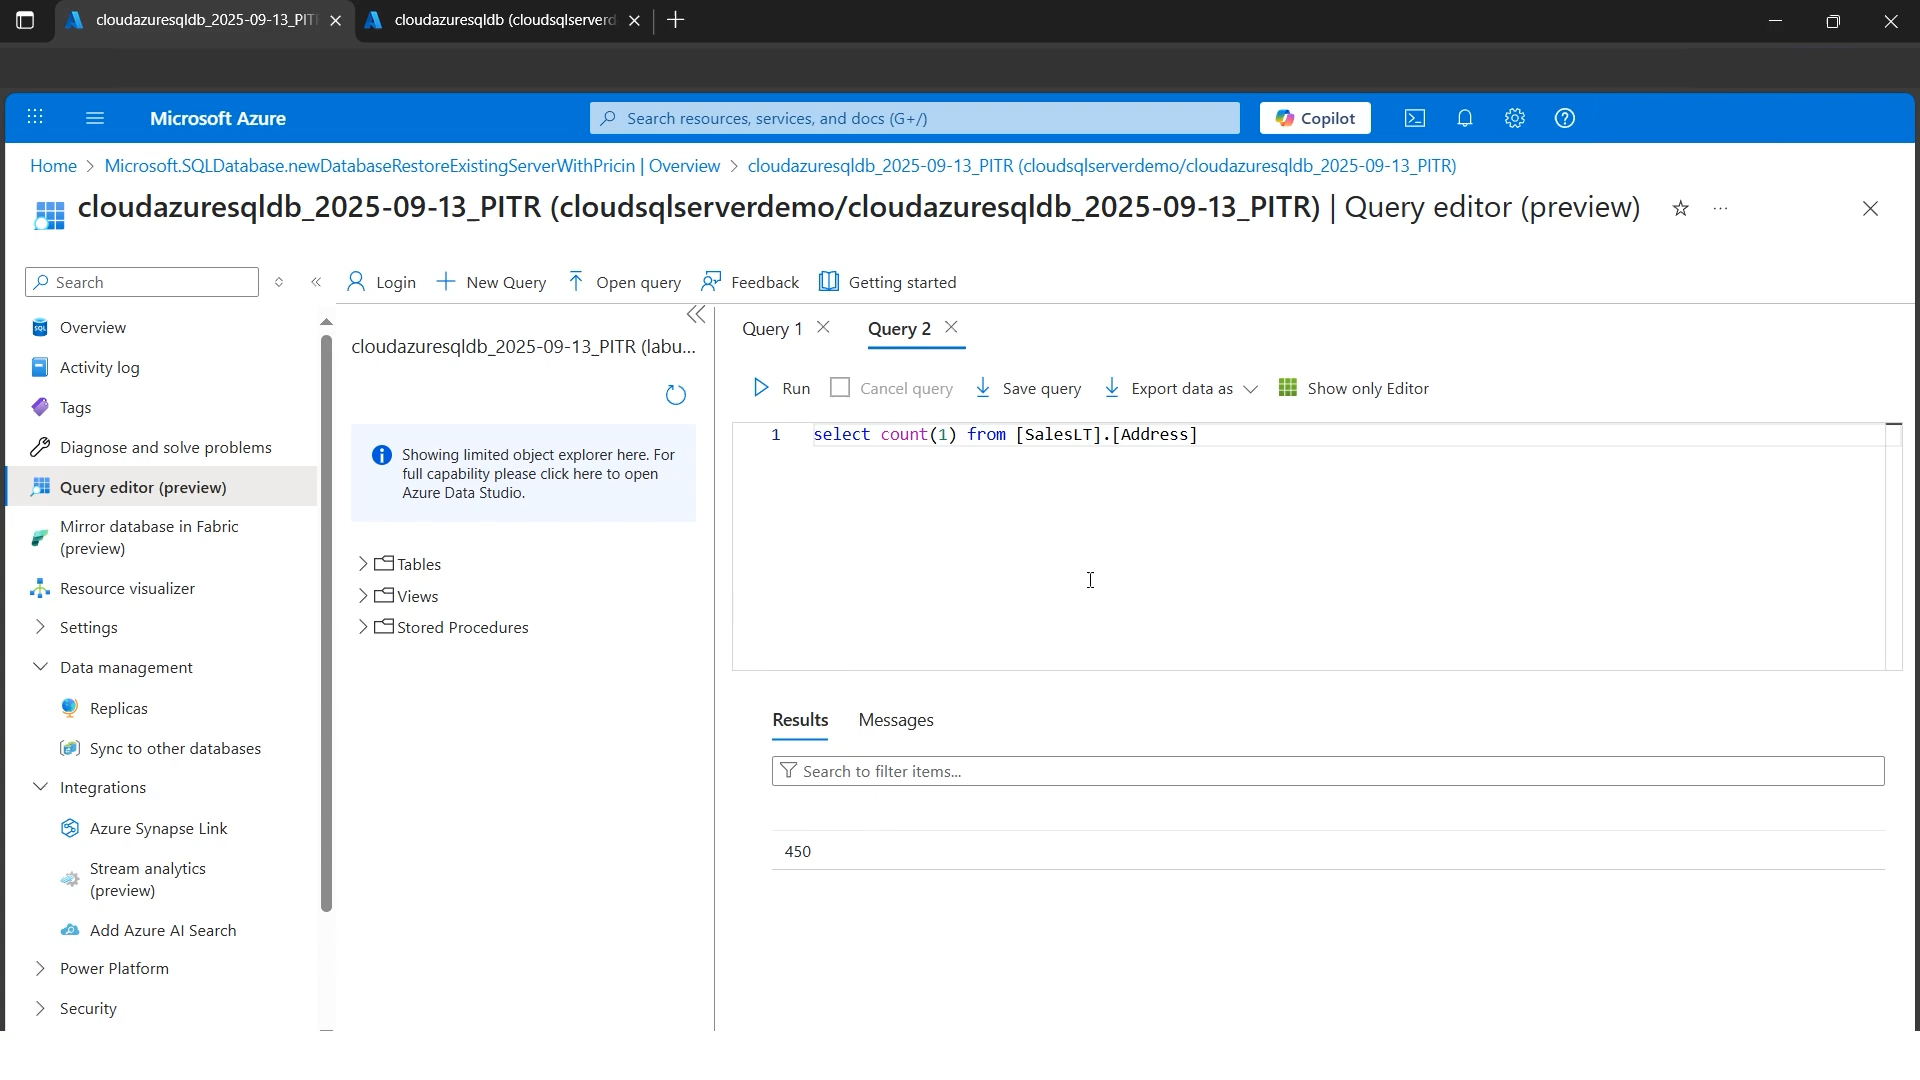 cloudazuresqldb_2025-09-13_PIT
cloudazuresqldb (cloudsqlserverd
Microsoft Azure
Search resources, services, and docs (G+/)
Copilot
Home > Microsoft.SQLDatabase.newDatabaseRestoreExistingServerWithPricin | Overview > cloudazuresqldb_2025-09-13_PITR (cloudsqlserverdemo/cloudazuresqldb_2025-09-13_PITR)
cloudazuresqldb_2025-09-13_PITR (cloudsqlserverdemo/cloudazuresqldb_2025-09-13_PITR) | Query editor (preview)
Search
Login
New Query
Open query
Feedback
Getting started
Overview
Activity log
Tags
Diagnose and solve problems
Query editor (preview)
Mirror database in Fabric
(preview)
Resource visualizer
Settings
Data management
Replicas
Sync to other databases
Integrations
Azure Synapse Link
Stream analytics
(preview)
Add Azure AI Search
Power Platform
Security
cloudazuresqldb_2025-09-13_PITR (labu...
Showing limited object explorer here. For
full capability please click here to open
Azure Data Studio.
Tables
Views
Stored Procedures
Query 1
Query 2
Run
Cancel query
Save query
Export data as
Show only Editor
1 select count(1) from [SalesLT].[Address]
Results
Messages
Search to filter items...
450